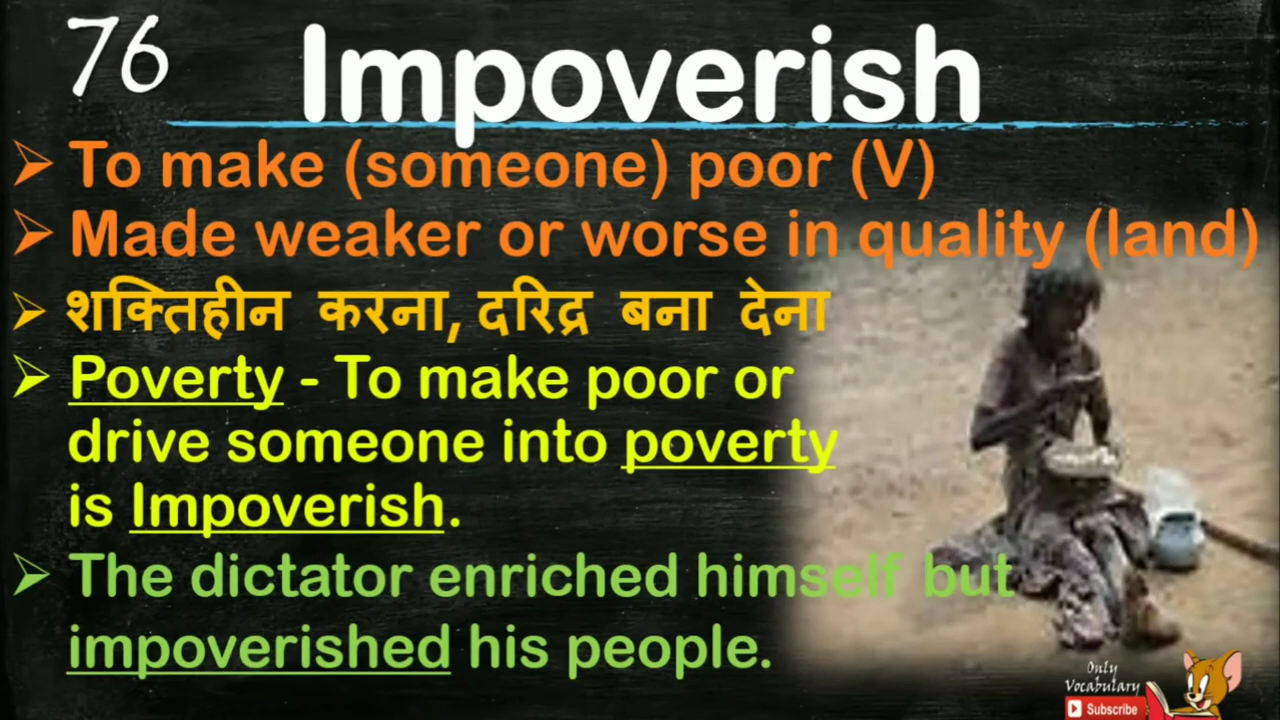 76
Impoverish
To make (someone) poor (V)
Made weaker or worse in quality (land)
शक्तिहीन करना, दरिद्र बना देना
Poverty - To make poor or
drive someone into poverty
is Impoverish.
The dictator enriched himself but
impoverished his people.
Only
Vocabulary
Subscribe